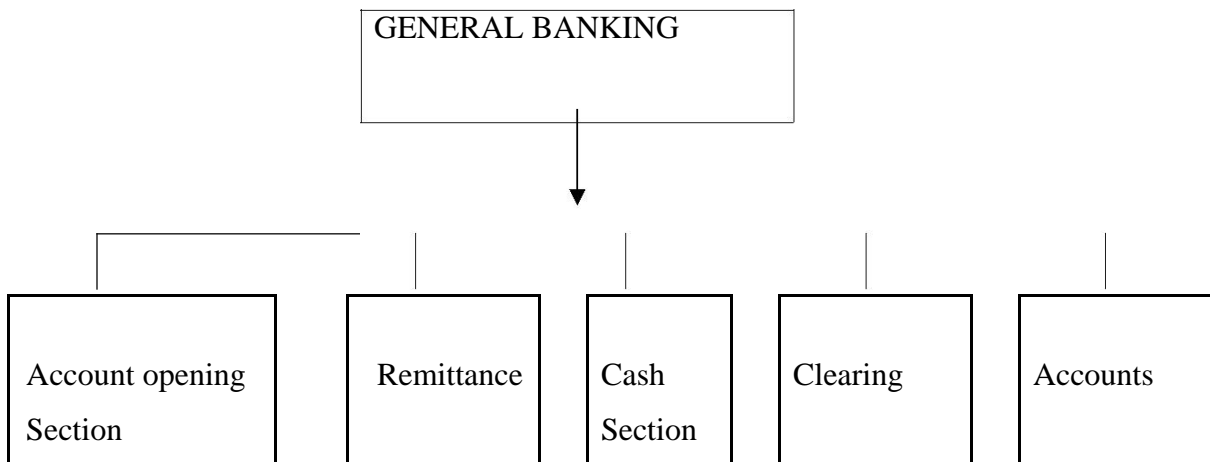 GENERAL BANKING
Account opening
Section
Remittance
Cash
Section
Clearing
Accounts